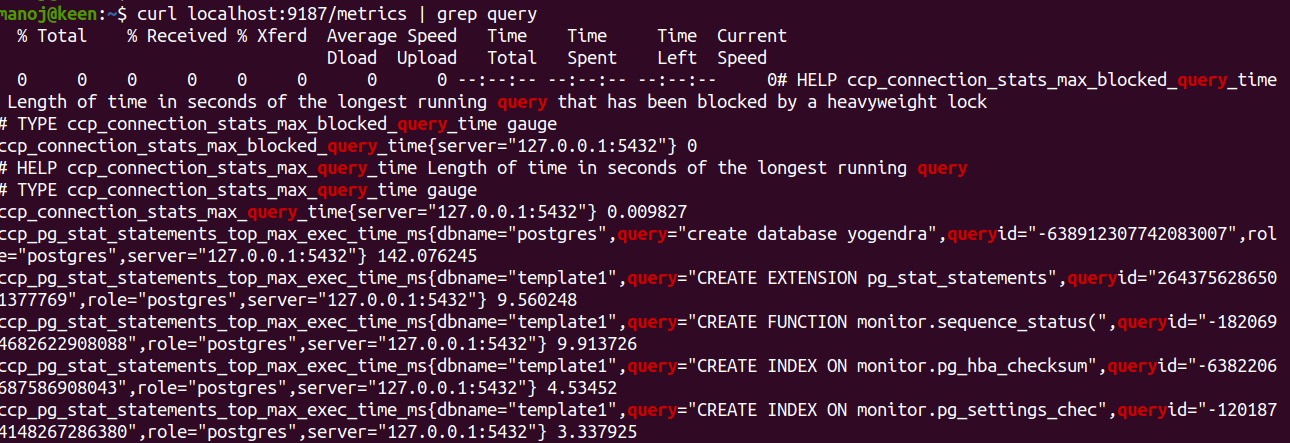 manoj@keen:~$ curl localhost:9187/metrics | grep query
  % Total    % Received % Xferd  Average Speed   Time    Time     Time  Current
                                 Dload  Upload   Total   Spent    Left  Speed
  0     0    0     0    0     0      0      0 --:--:-- --:--:-- --:--:--     0# HELP ccp_connection_stats_max_blocked_query_time
 Length of time in seconds of the longest running query that has been blocked by a heavyweight lock
# TYPE ccp_connection_stats_max_blocked_query_time gauge
ccp_connection_stats_max_blocked_query_time{server="127.0.0.1:5432"} 0
# HELP ccp_connection_stats_max_query_time Length of time in seconds of the longest running query
# TYPE ccp_connection_stats_max_query_time gauge
ccp_connection_stats_max_query_time{server="127.0.0.1:5432"} 0.009827
ccp_pg_stat_statements_top_max_exec_time_ms{dbname="postgres",query="create database yogendra",queryid="-638912307742083007",rol
e="postgres",server="127.0.0.1:5432"} 142.076245
ccp_pg_stat_statements_top_max_exec_time_ms{dbname="template1",query="CREATE EXTENSION pg_stat_statements",queryid="264375628650
1377769",role="postgres",server="127.0.0.1:5432"} 9.560248
ccp_pg_stat_statements_top_max_exec_time_ms{dbname="template1",query="CREATE FUNCTION monitor.sequence_status(",queryid="-182069
4682622908088",role="postgres",server="127.0.0.1:5432"} 9.913726
ccp_pg_stat_statements_top_max_exec_time_ms{dbname="template1",query="CREATE INDEX ON monitor.pg_hba_checksum",queryid="-6382206
687586908043",role="postgres",server="127.0.0.1:5432"} 4.53452
ccp_pg_stat_statements_top_max_exec_time_ms{dbname="template1",query="CREATE INDEX ON monitor.pg_settings_chec",queryid="-120187
4148267286380",role="postgres",server="127.0.0.1:5432"} 3.337925